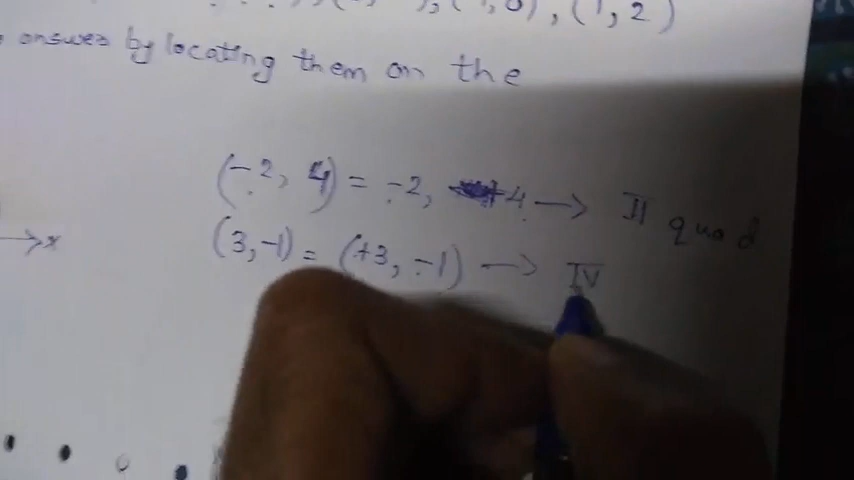 , (1, 2)
answer by locating them on the
(-2, 4) = -2, 4 → II quad
(3, -1) = (+3, -1) → IV
→x